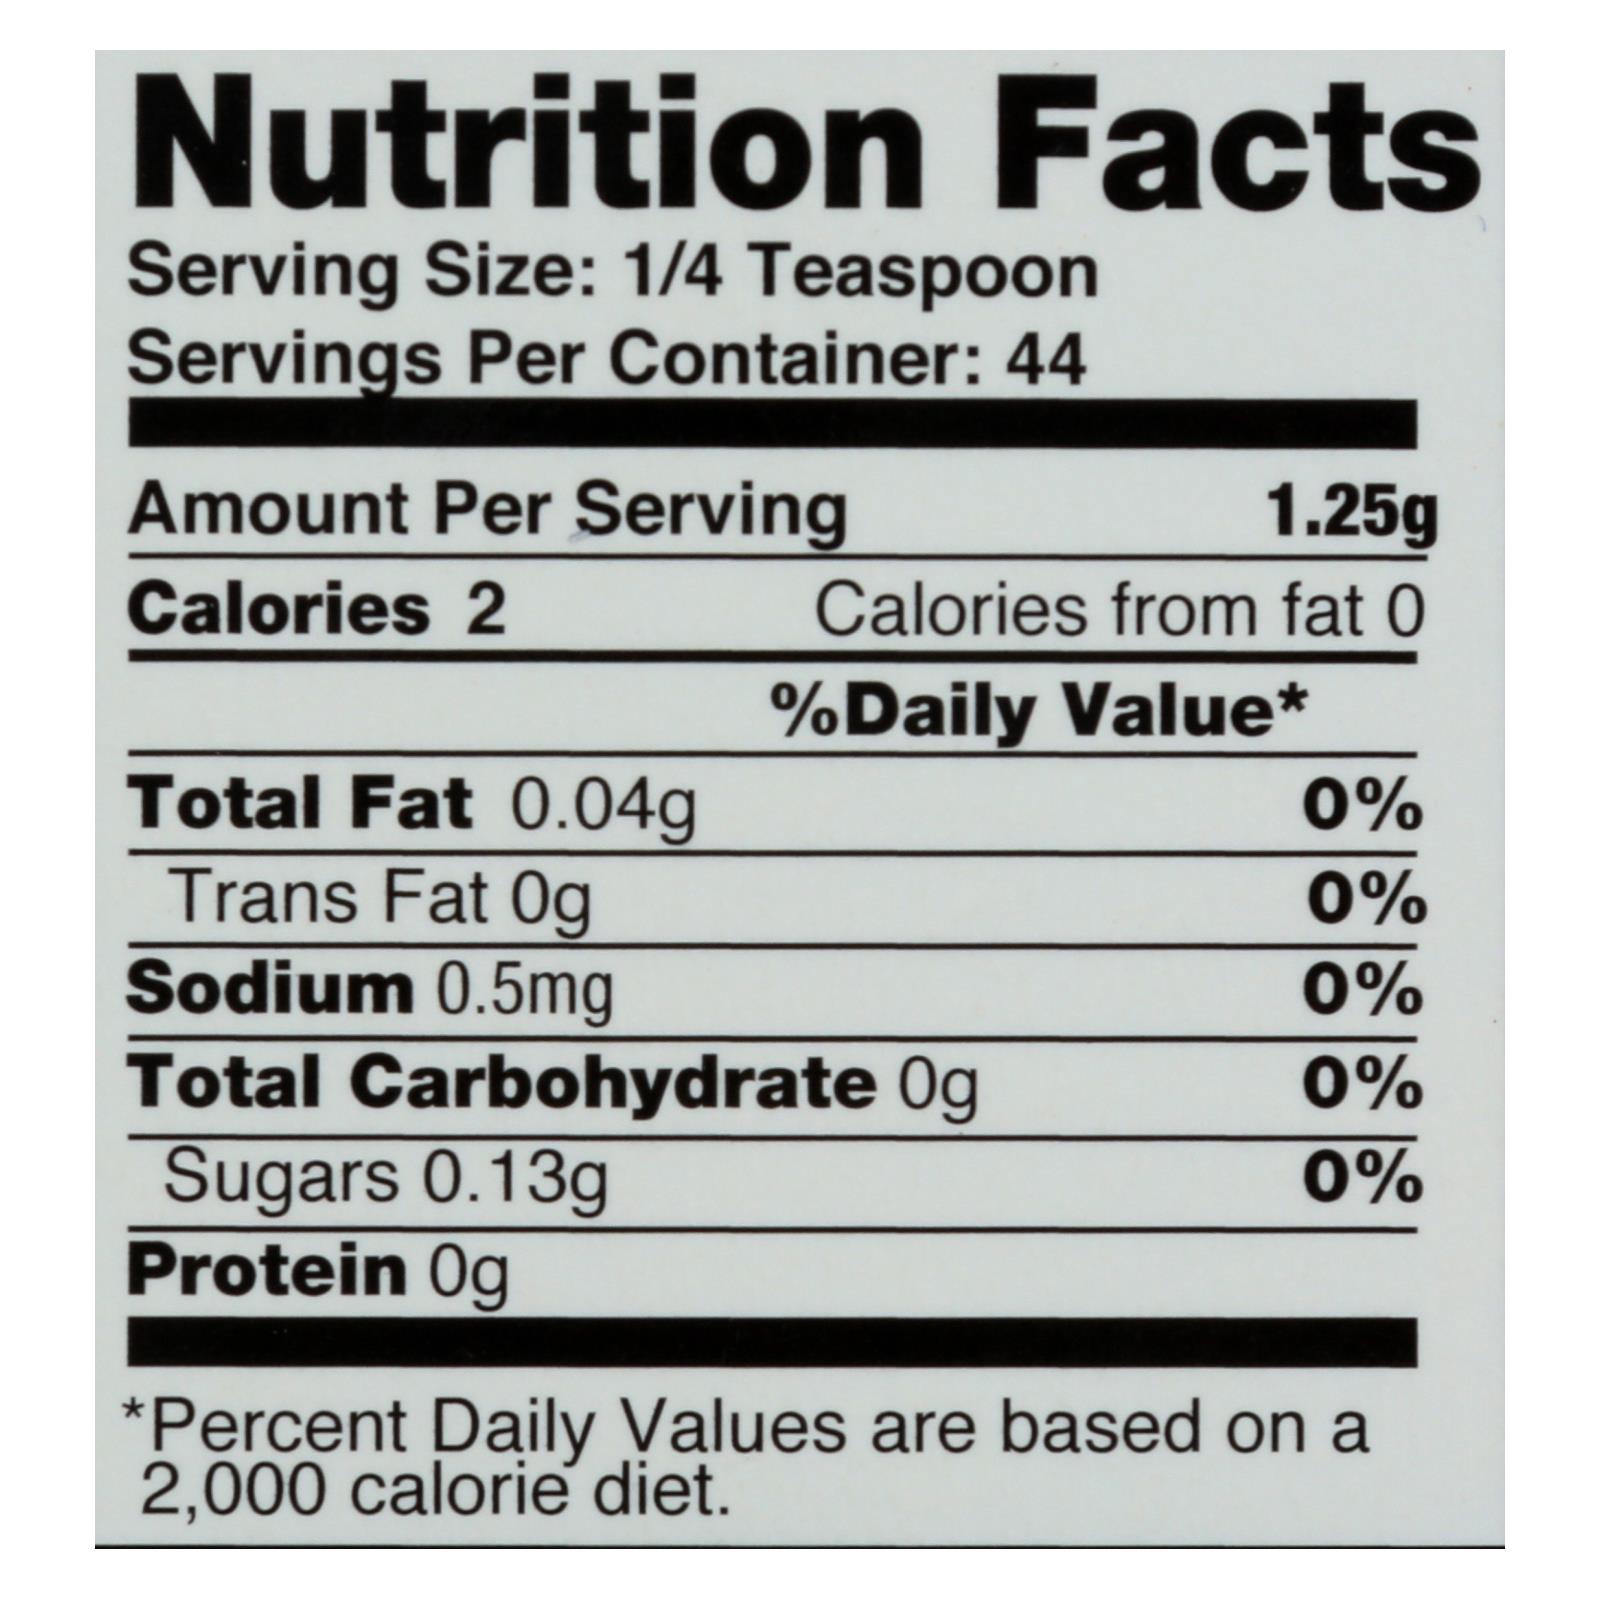 Nutrition Facts
Serving Size: 1/4 Teaspoon
Servings Per Container: 44
Amount Per Serving 1.25g
Calories 2 Calories from fat 0
%Daily Value*
Total Fat 0.04g 0%
Trans Fat 0g 0%
Sodium 0.5mg 0%
Total Carbohydrate 0g 0%
Sugars 0.13g 0%
Protein 0g
*Percent Daily Values are based on a
2,000 calorie diet.